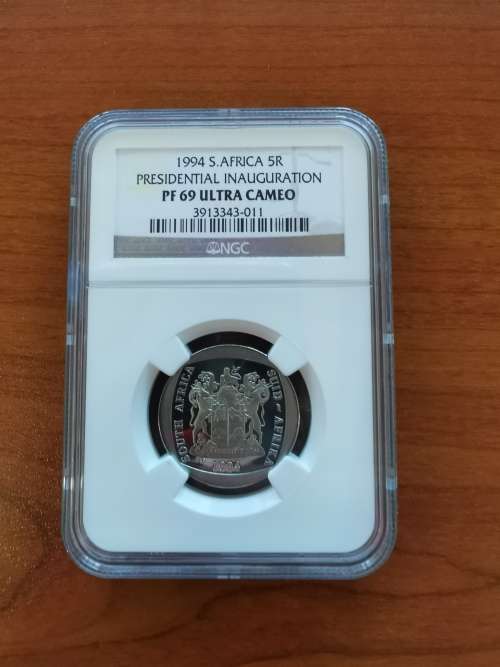 1994 S.AFRICA 5R
PRESIDENTIAL INAUGURATION
PF 69 ULTRA CAMEO
3913343-011
NGC
SOUTH AFRICA
SUID-AFRIKA
1994